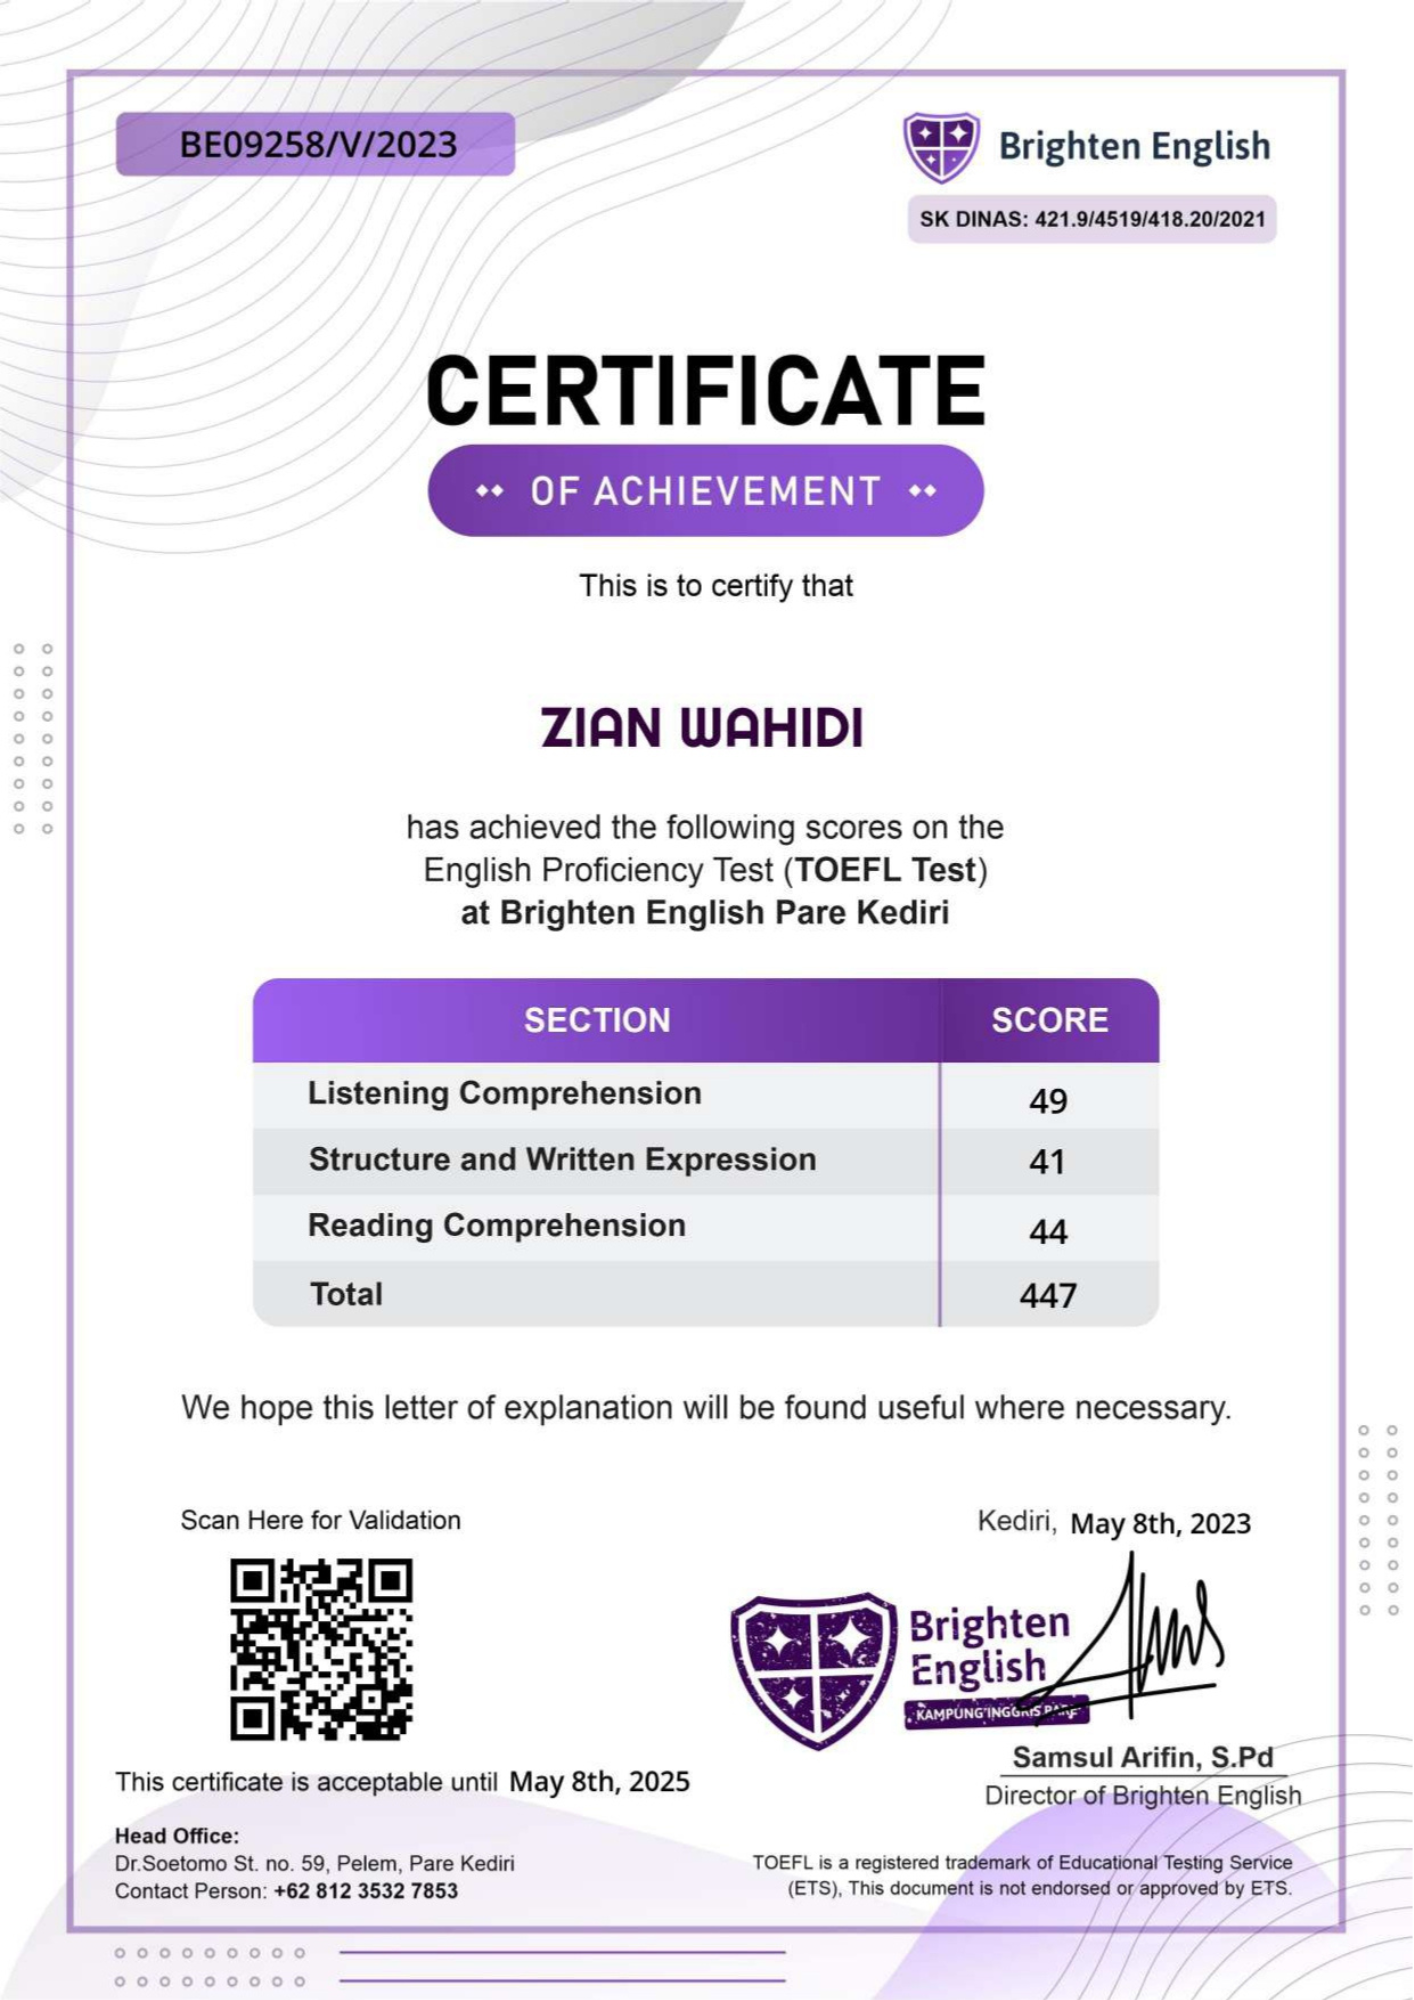 BE09258/V/2023
Brighten English
SK DINAS: 421.9/4519/418.20/2021
CERTIFICATE
OF ACHIEVEMENT
This is to certify that
ZIAN WAHIDI
has achieved the following scores on the
English Proficiency Test (TOEFL Test)
at Brighten English Pare Kediri
SECTION SCORE
Listening Comprehension 49
Structure and Written Expression 41
Reading Comprehension 44
Total 447
We hope this letter of explanation will be found useful where necessary.
Scan Here for Validation
Kediri, May 8th, 2023
Brighten
English
KAMPUNG INGGRIS PARE
Samsul Arifin, S.Pd
Director of Brighten English
This certificate is acceptable until May 8th, 2025
Head Office:
Dr.Soetomo St. no. 59, Pelem, Pare Kediri
Contact Person: +62 812 3532 7853
TOEFL is a registered trademark of Educational Testing Service
(ETS), This document is not endorsed or approved by ETS.